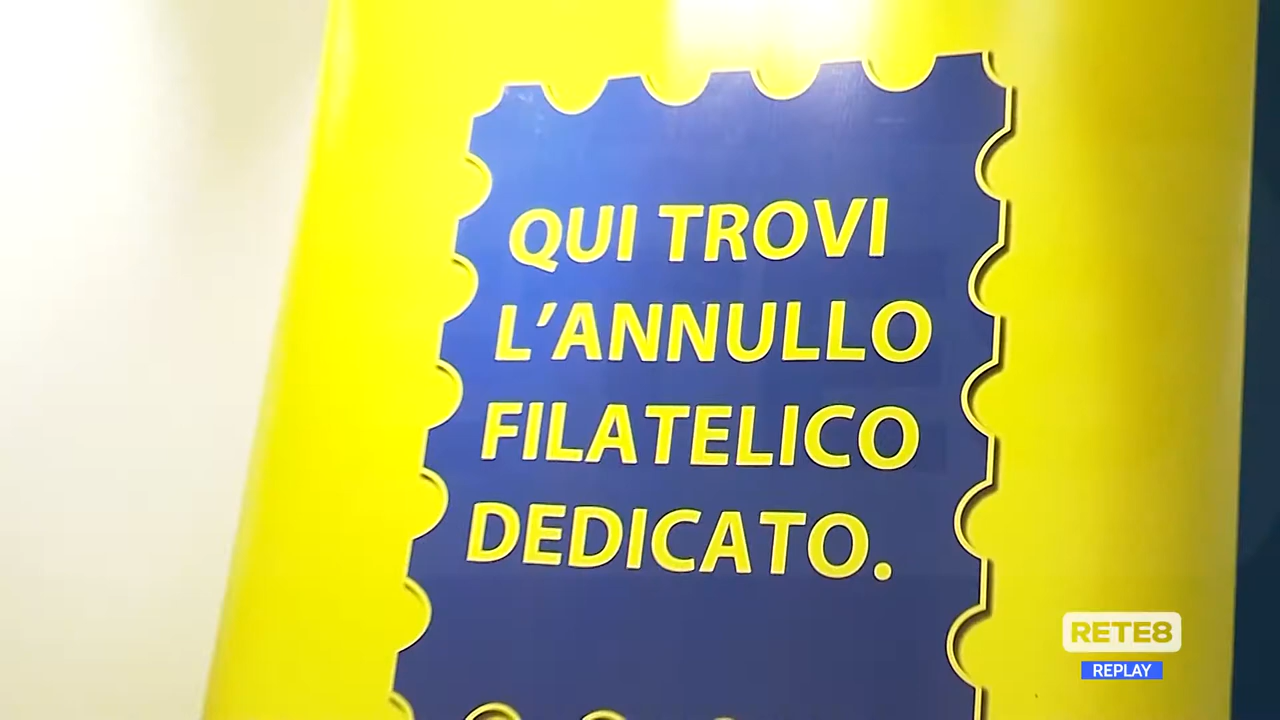 QUI TROVI
L'ANNULLO
FILATELICO
DEDICATO.
RETE8
REPLAY